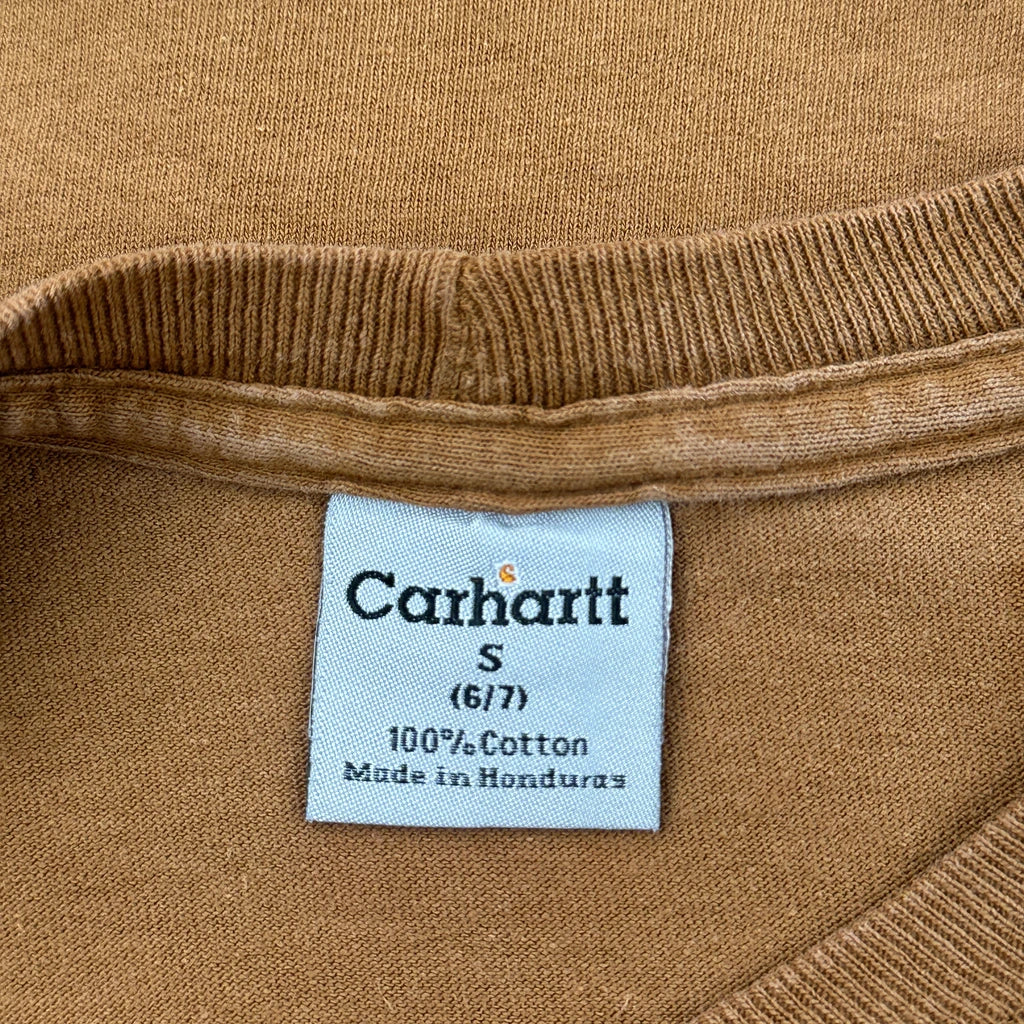 Carhartt
S
(6/7)
100% Cotton
Made in Honduras